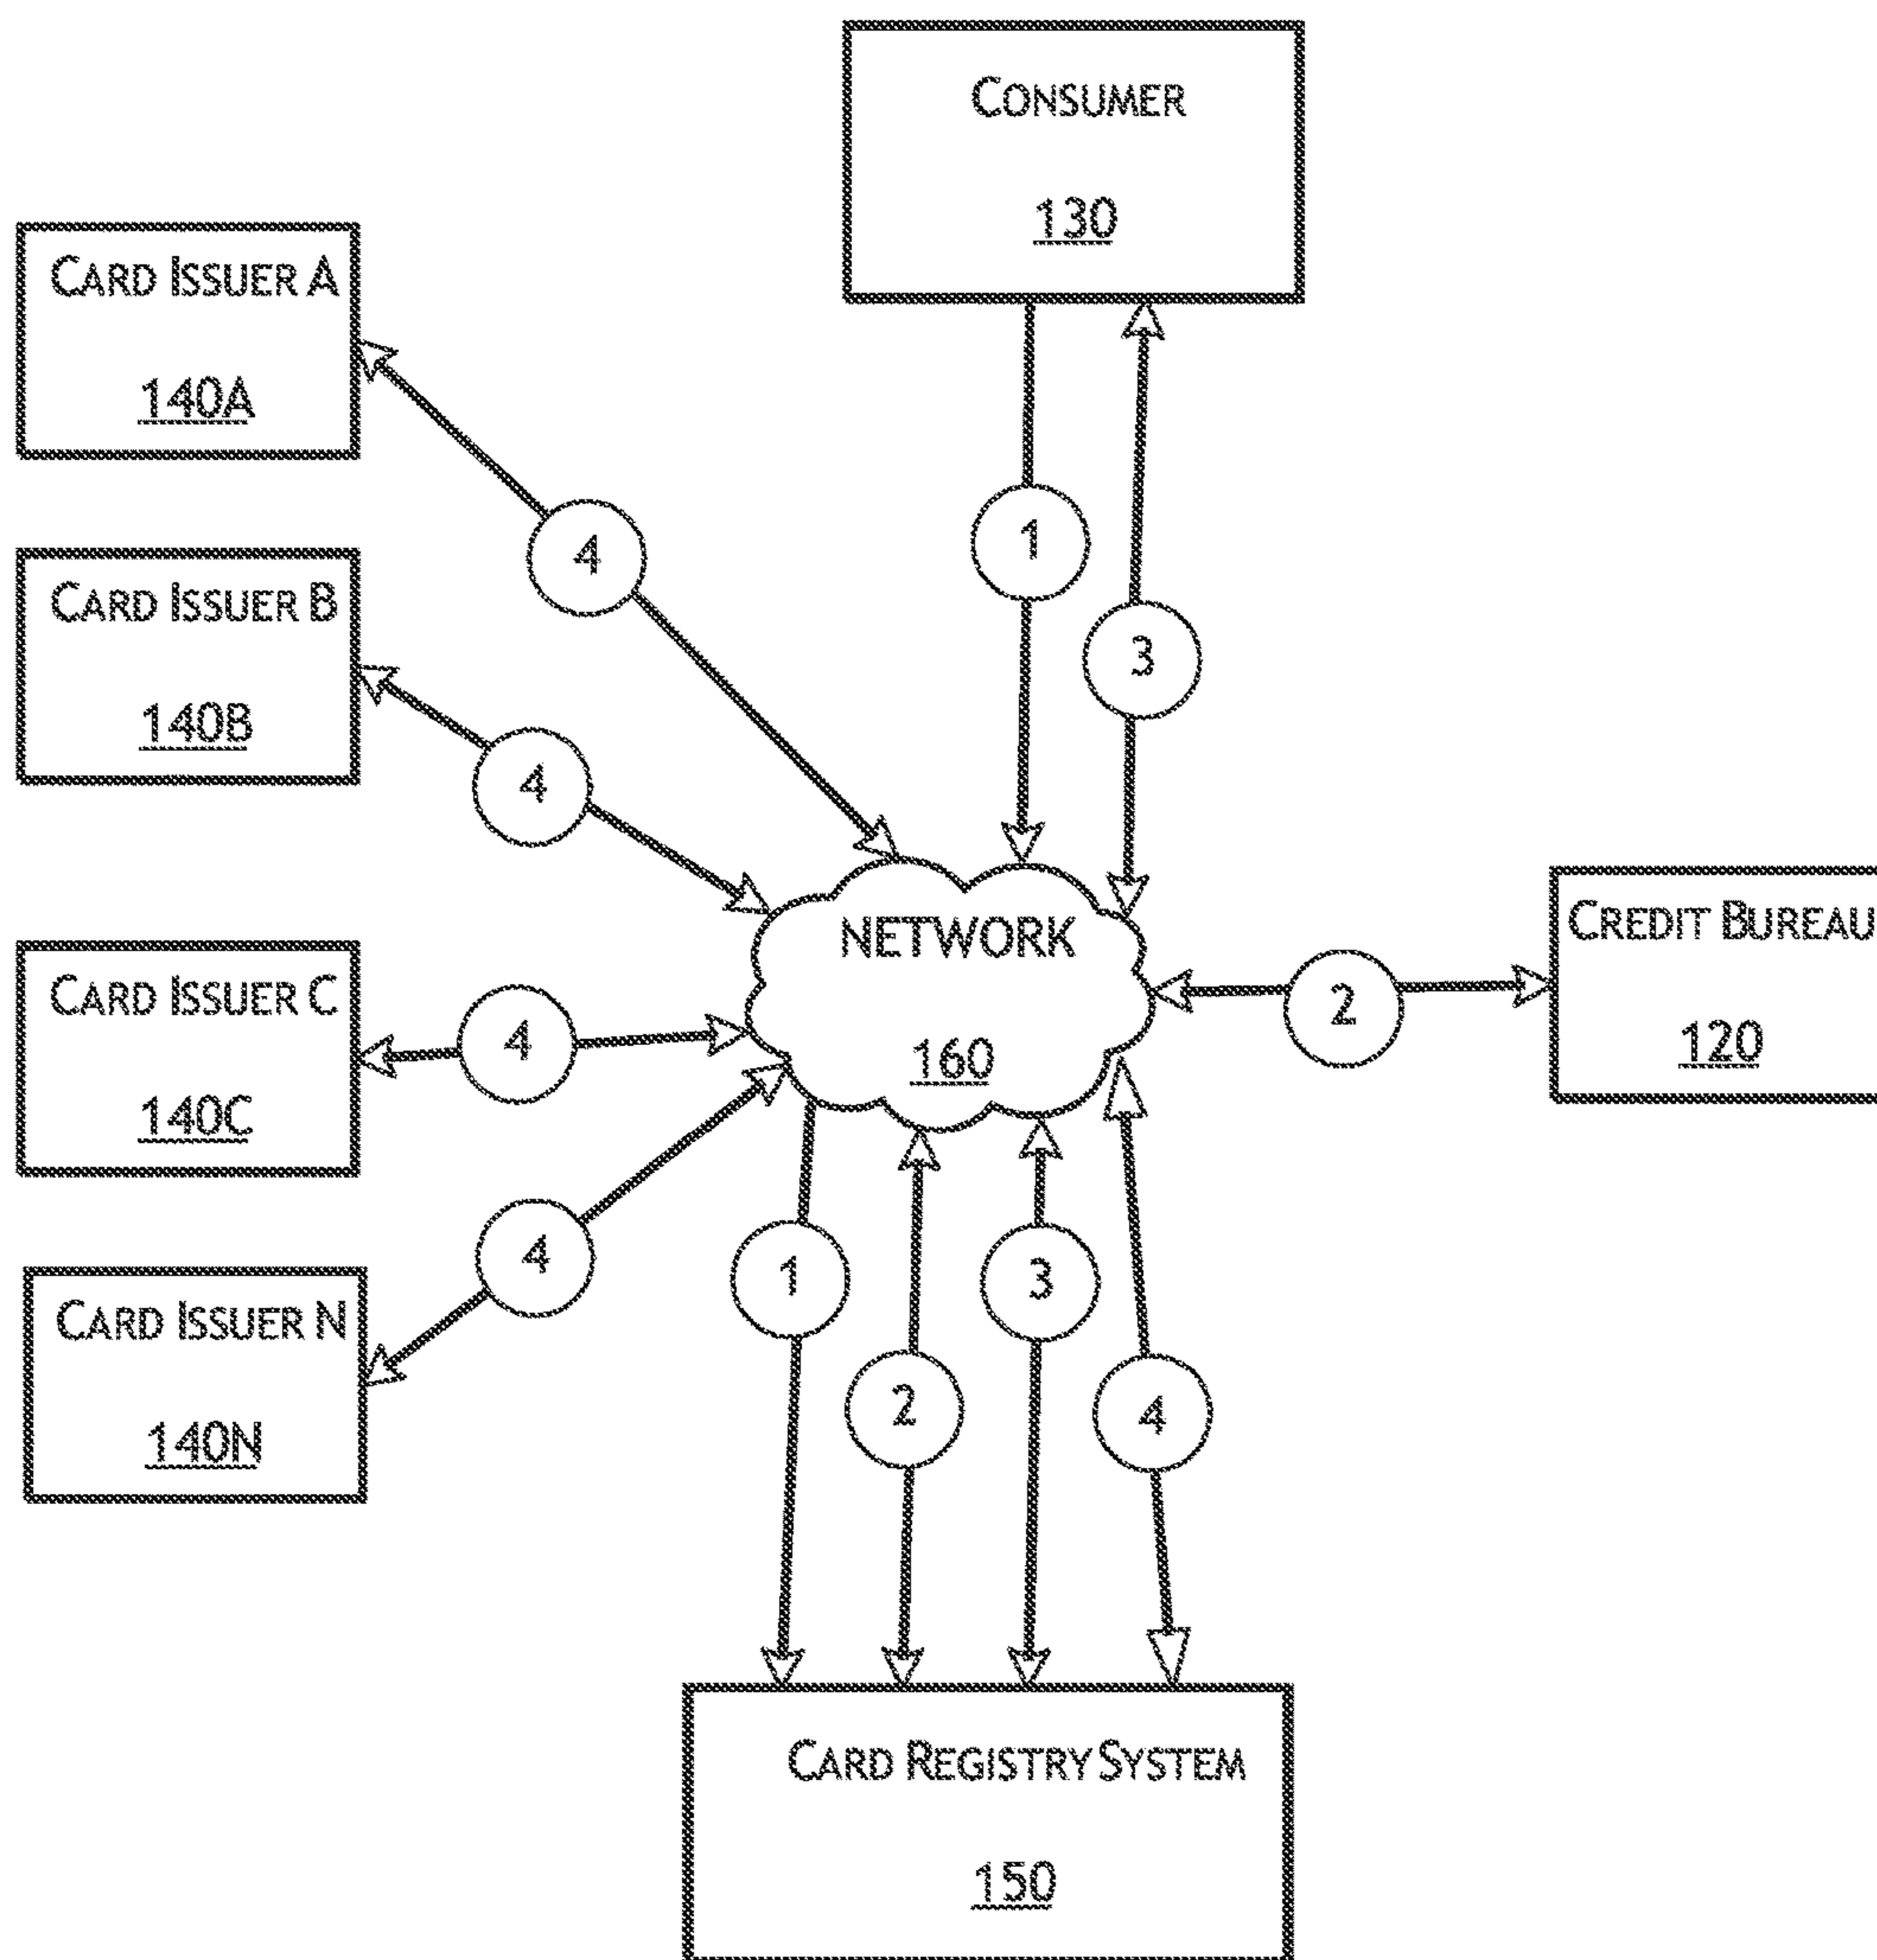 CONSUMER
130
CARD ISSUER A
140A
4
1
CARD ISSUER B
140B
3
4
NETWORK
160
CREDIT BUREAU
120
2
CARD ISSUER C
140C
4
CARD ISSUER N
140N
4
1
2
3
4
CARD REGISTRY SYSTEM
150